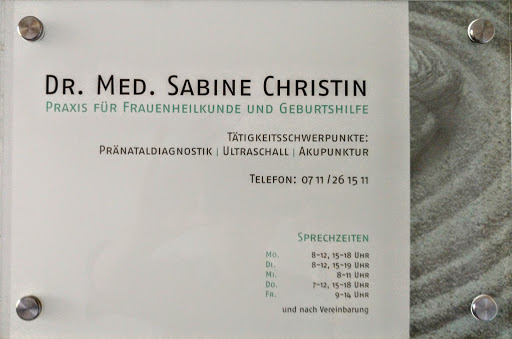 Dr. med. Sabine Christin
Praxis für Frauenheilkunde und Geburtshilfe
Tätigkeitsschwerpunkte:
Pränataldiagnostik | Ultraschall | Akupunktur
Telefon: 07 11 / 26 15 11
Sprechzeiten
Mo. 8–12, 15–18 Uhr
Di. 8–12, 15–19 Uhr
Mi. 8–11 Uhr
Do. 7–12, 15–18 Uhr
Fr. 9–14 Uhr
und nach Vereinbarung